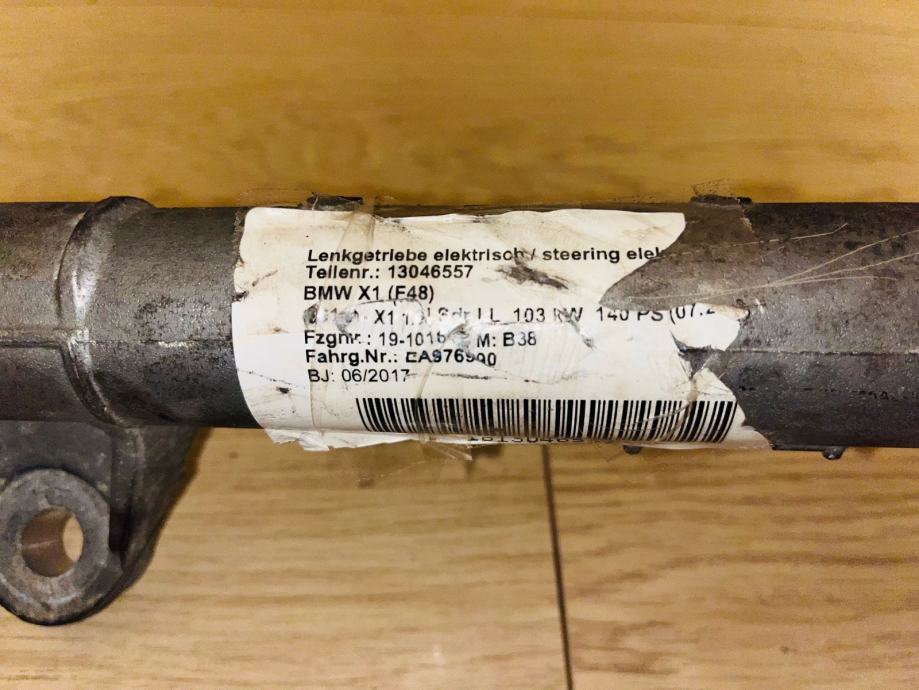 Lenkgetriebe elektrisch / steering
Teilenr.: 13046557
BMW X1 (F48)
X1 LL 103 KW 140 PS
Fzgnr.: M: B38
Fahrg.Nr.:
BJ: 06/2017